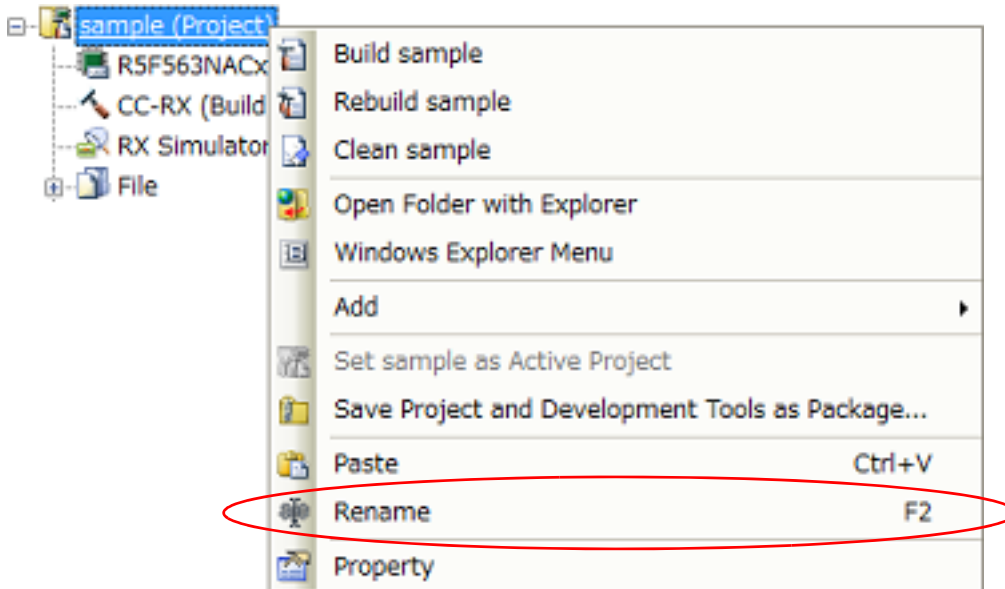 sample (Project)
R5F563NACx
CC-RX (Build
RX Simulator
File
Build sample
Rebuild sample
Clean sample
Open Folder with Explorer
Windows Explorer Menu
Add
Set sample as Active Project
Save Project and Development Tools as Package...
Paste Ctrl+V
Rename F2
Property